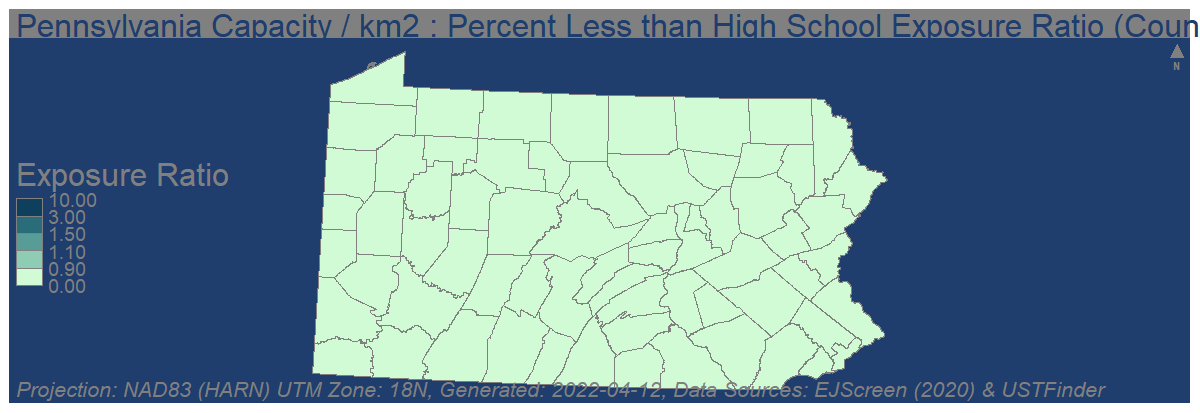 Pennsylvania Capacity / km2 : Percent Less than High School Exposure Ratio (Coun
N
Exposure Ratio
10.00
3.00
1.50
1.10
0.90
0.00
Projection: NAD83 (HARN) UTM Zone: 18N, Generated: 2022-04-12, Data Sources: EJScreen (2020) & USTFinder